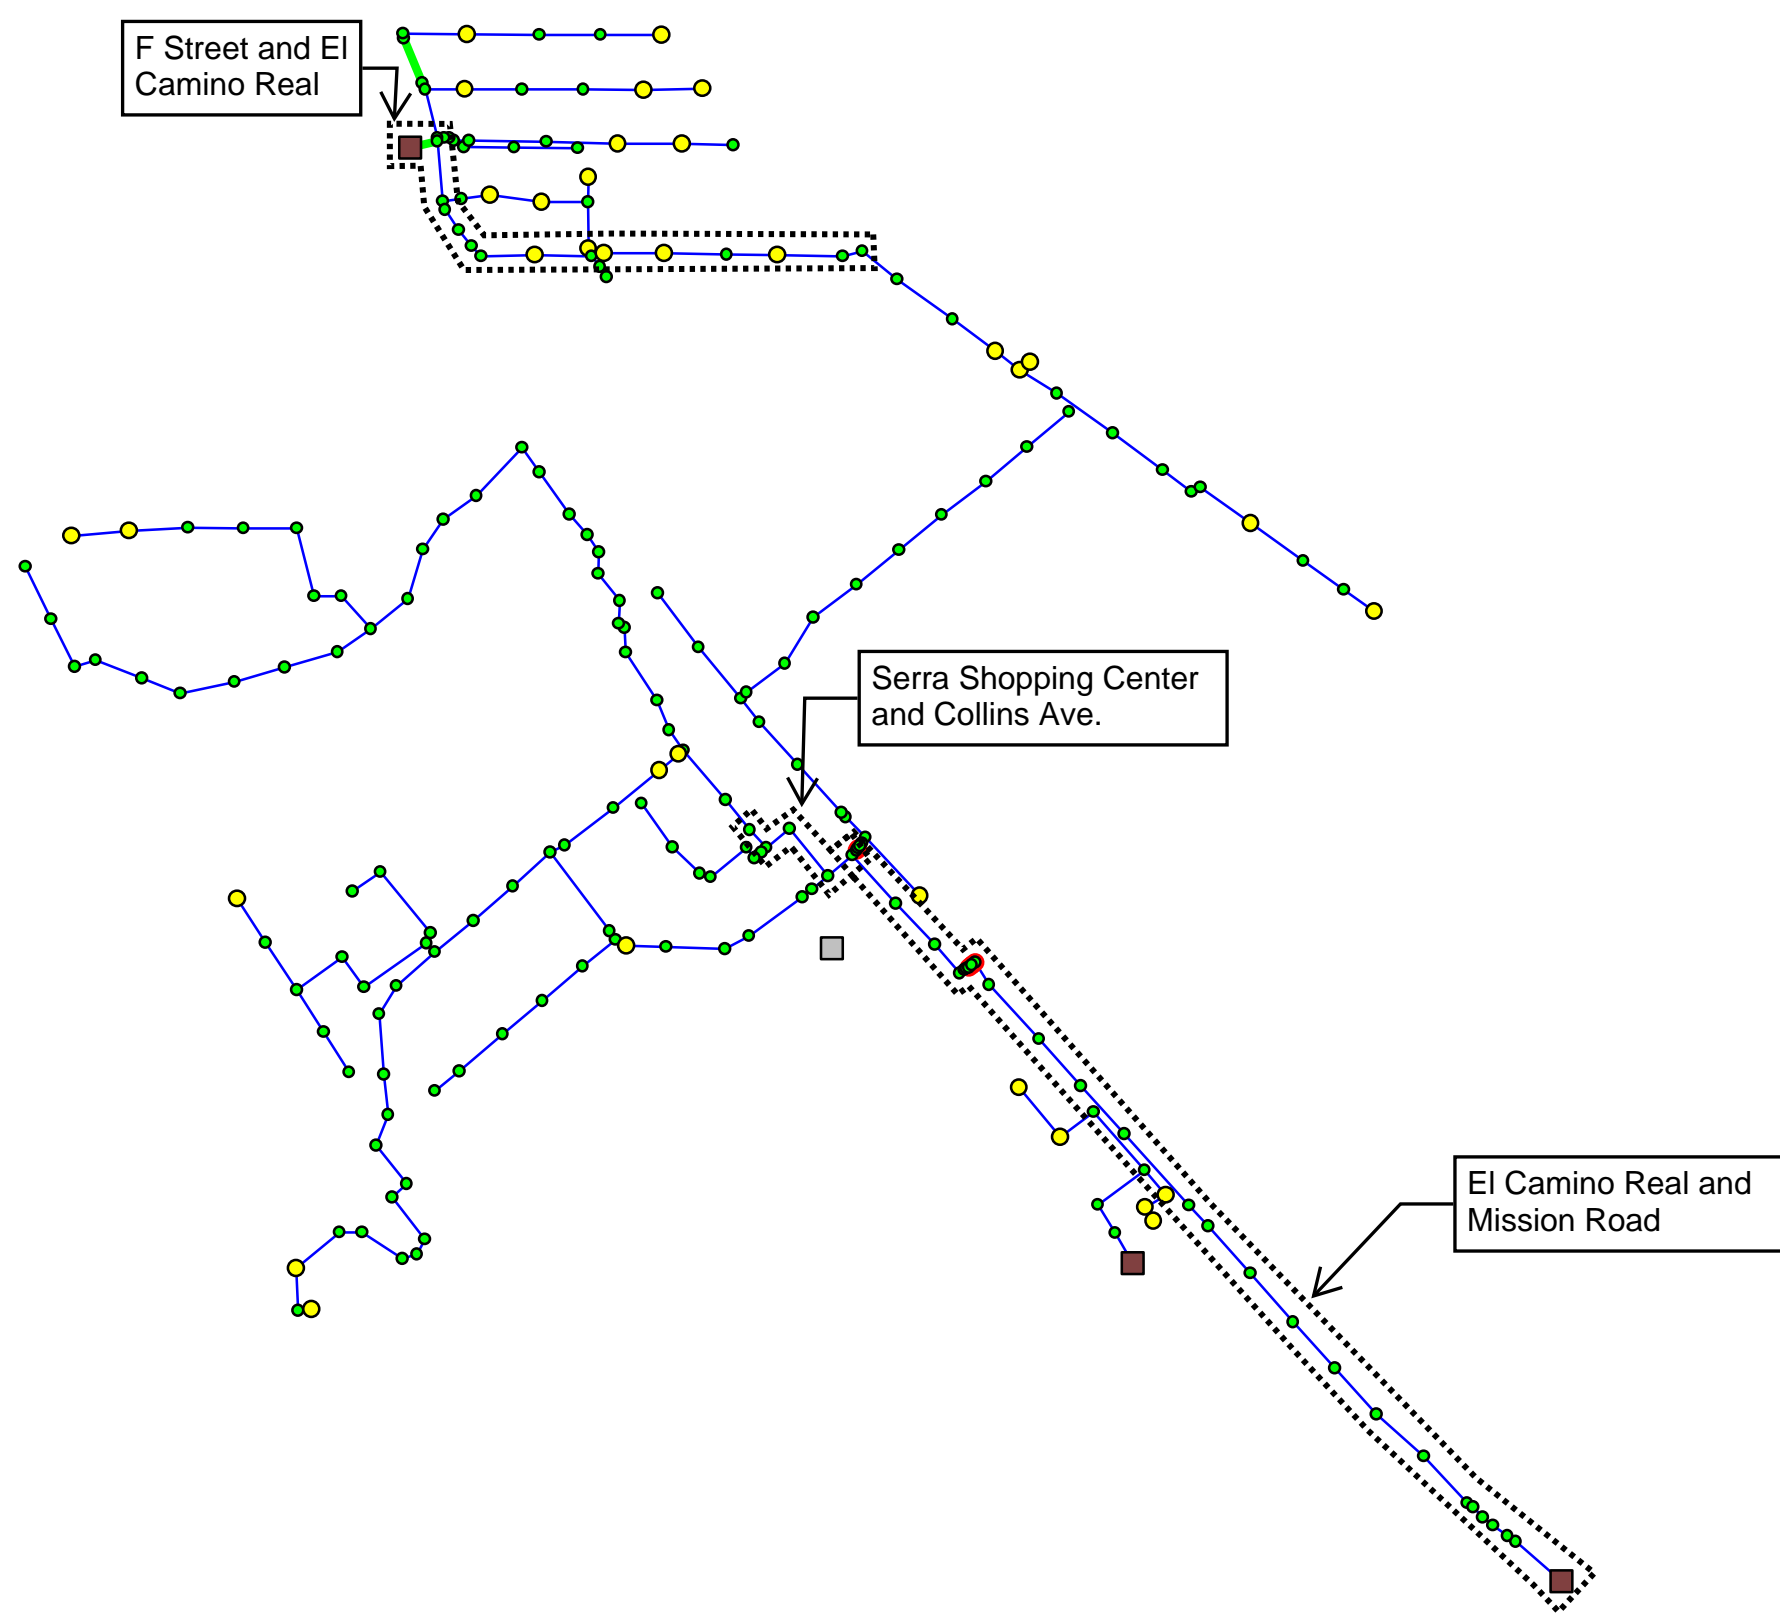 F Street and El
Camino Real
Serra Shopping Center
and Collins Ave.
El Camino Real and
Mission Road